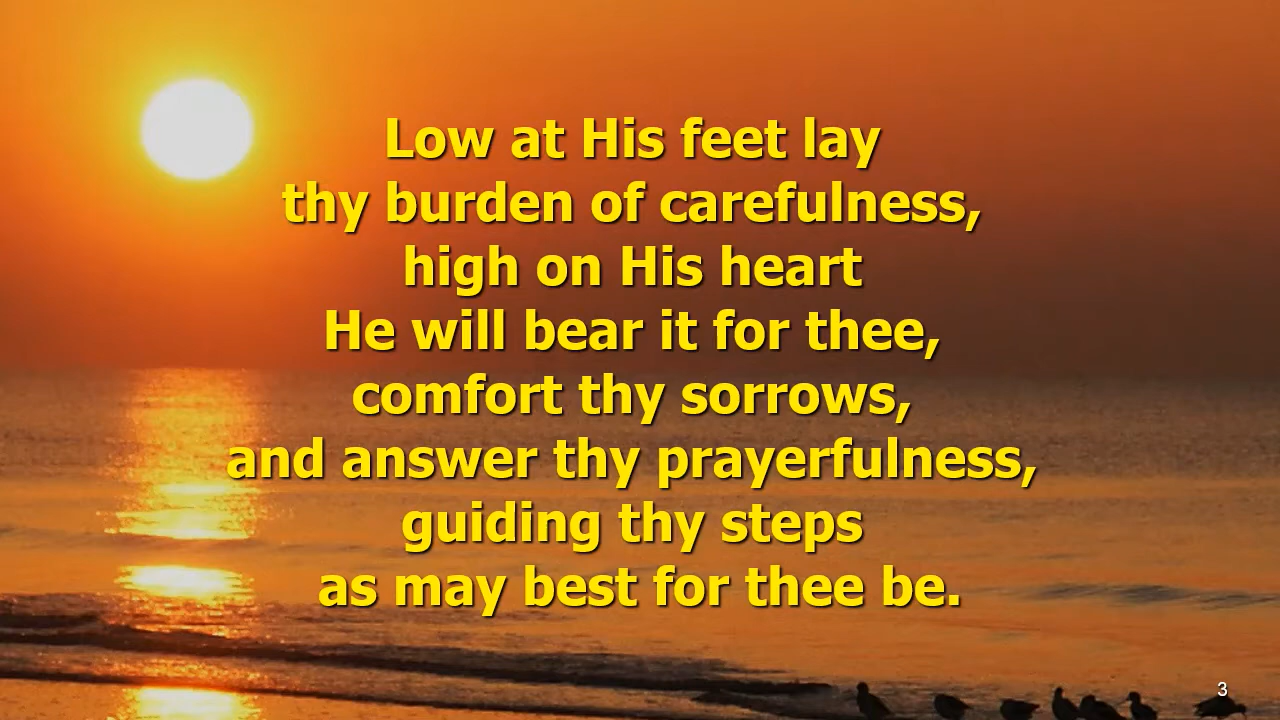 Low at His feet lay
thy burden of carefulness,
high on His heart
He will bear it for thee,
comfort thy sorrows,
and answer thy prayerfulness,
guiding thy steps
as may best for thee be.
3